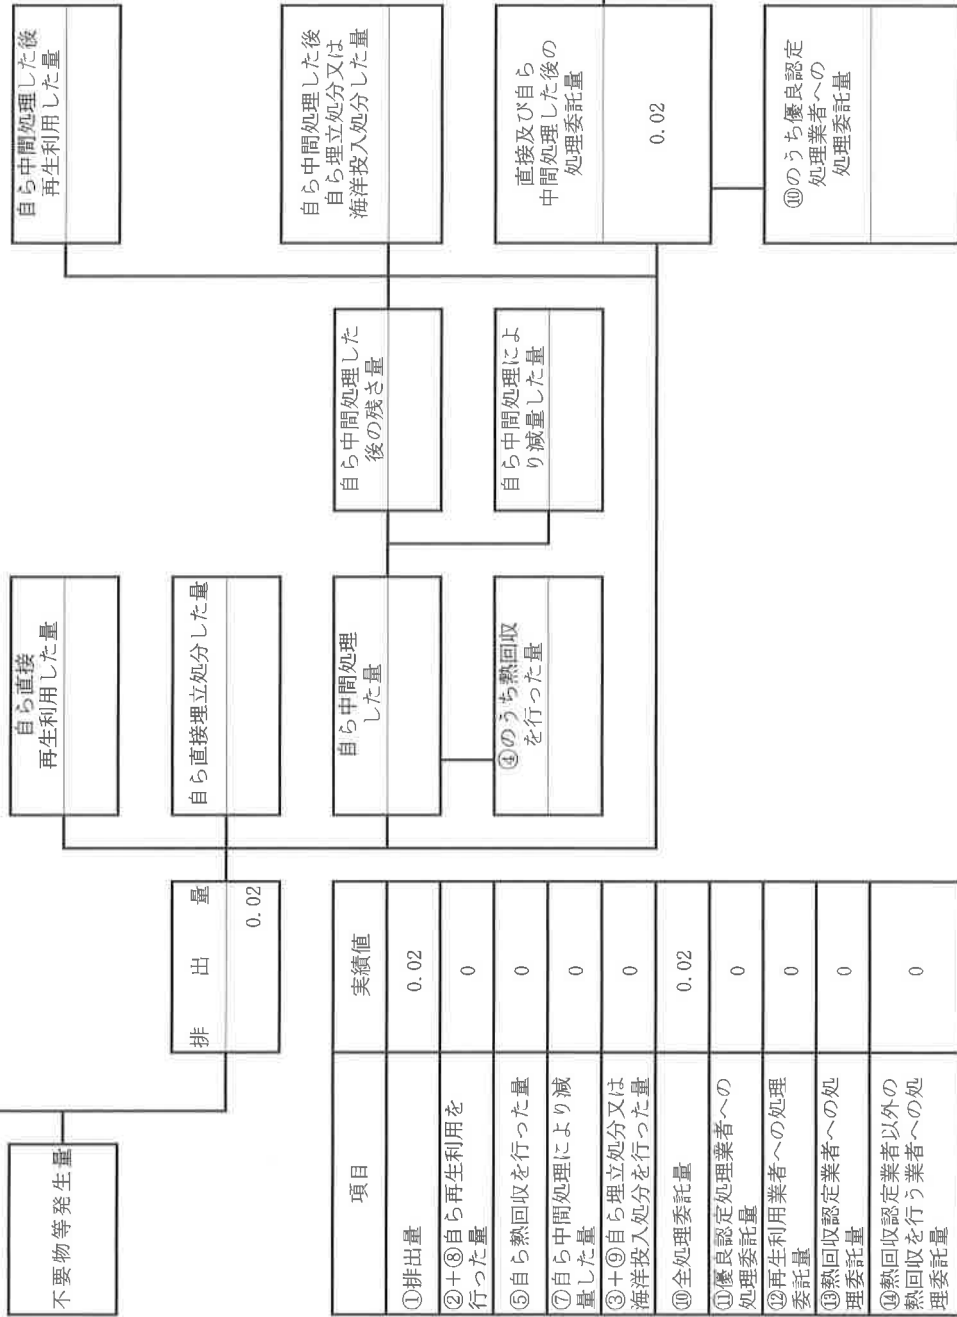 不要物等発生量
排出量
0.02
自ら直接
再生利用した量
自ら直接埋立処分した量
自ら中間処理
した量
④のうち熱回収
を行った量
自ら中間処理した
後の残さ量
自ら中間処理によ
り減量した量
自ら中間処理した後
再生利用した量
自ら中間処理した後
自ら埋立処分又は
海洋投入処分した量
直接及び自ら
中間処理した後の
処理委託量
0.02
⑩のうち優良認定
処理業者への
処理委託量
項目 実績値
①排出量 0.02
②+⑧自ら再生利用を
行った量 0
⑤自ら熱回収を行った量 0
⑦自ら中間処理により減
量した量 0
③+⑨自ら埋立処分又は
海洋投入処分を行った量 0
⑩全処理委託量 0.02
⑪優良認定処理業者への
処理委託量 0
⑫再生利用業者への処理
委託量 0
⑬熱回収認定業者への処
理委託量 0
⑭熱回収認定業者以外の
熱回収を行う業者への処
理委託量 0